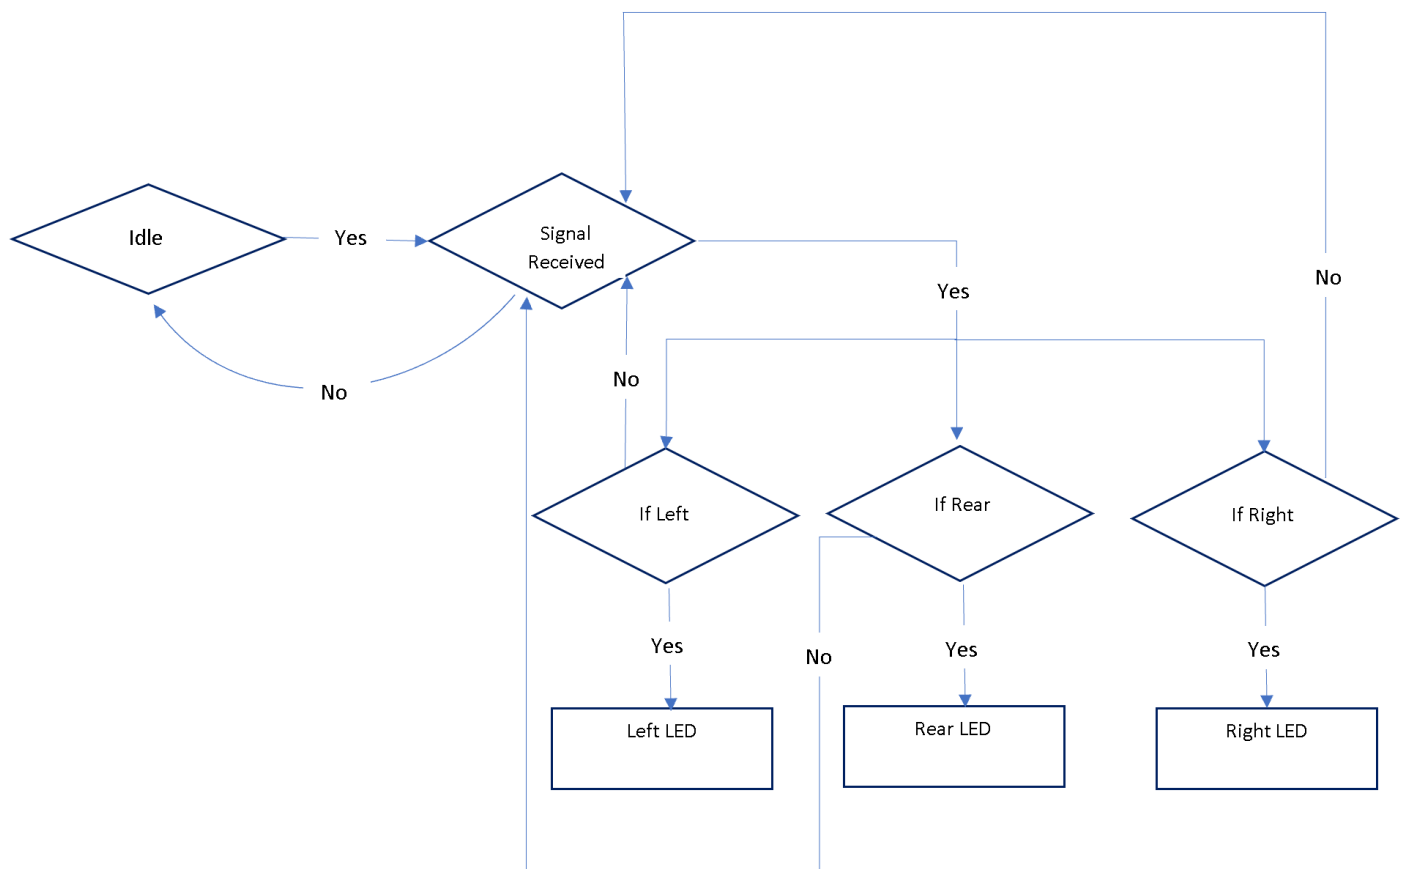 No
Idle
Yes
Signal
Received
Yes
No
No
If Left
If Rear
If Right
Yes
No
Yes
Yes
Left LED
Rear LED
Right LED